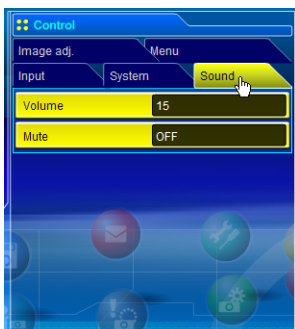 Control
Image adj. Menu
Input System Sound
Volume 15
Mute OFF